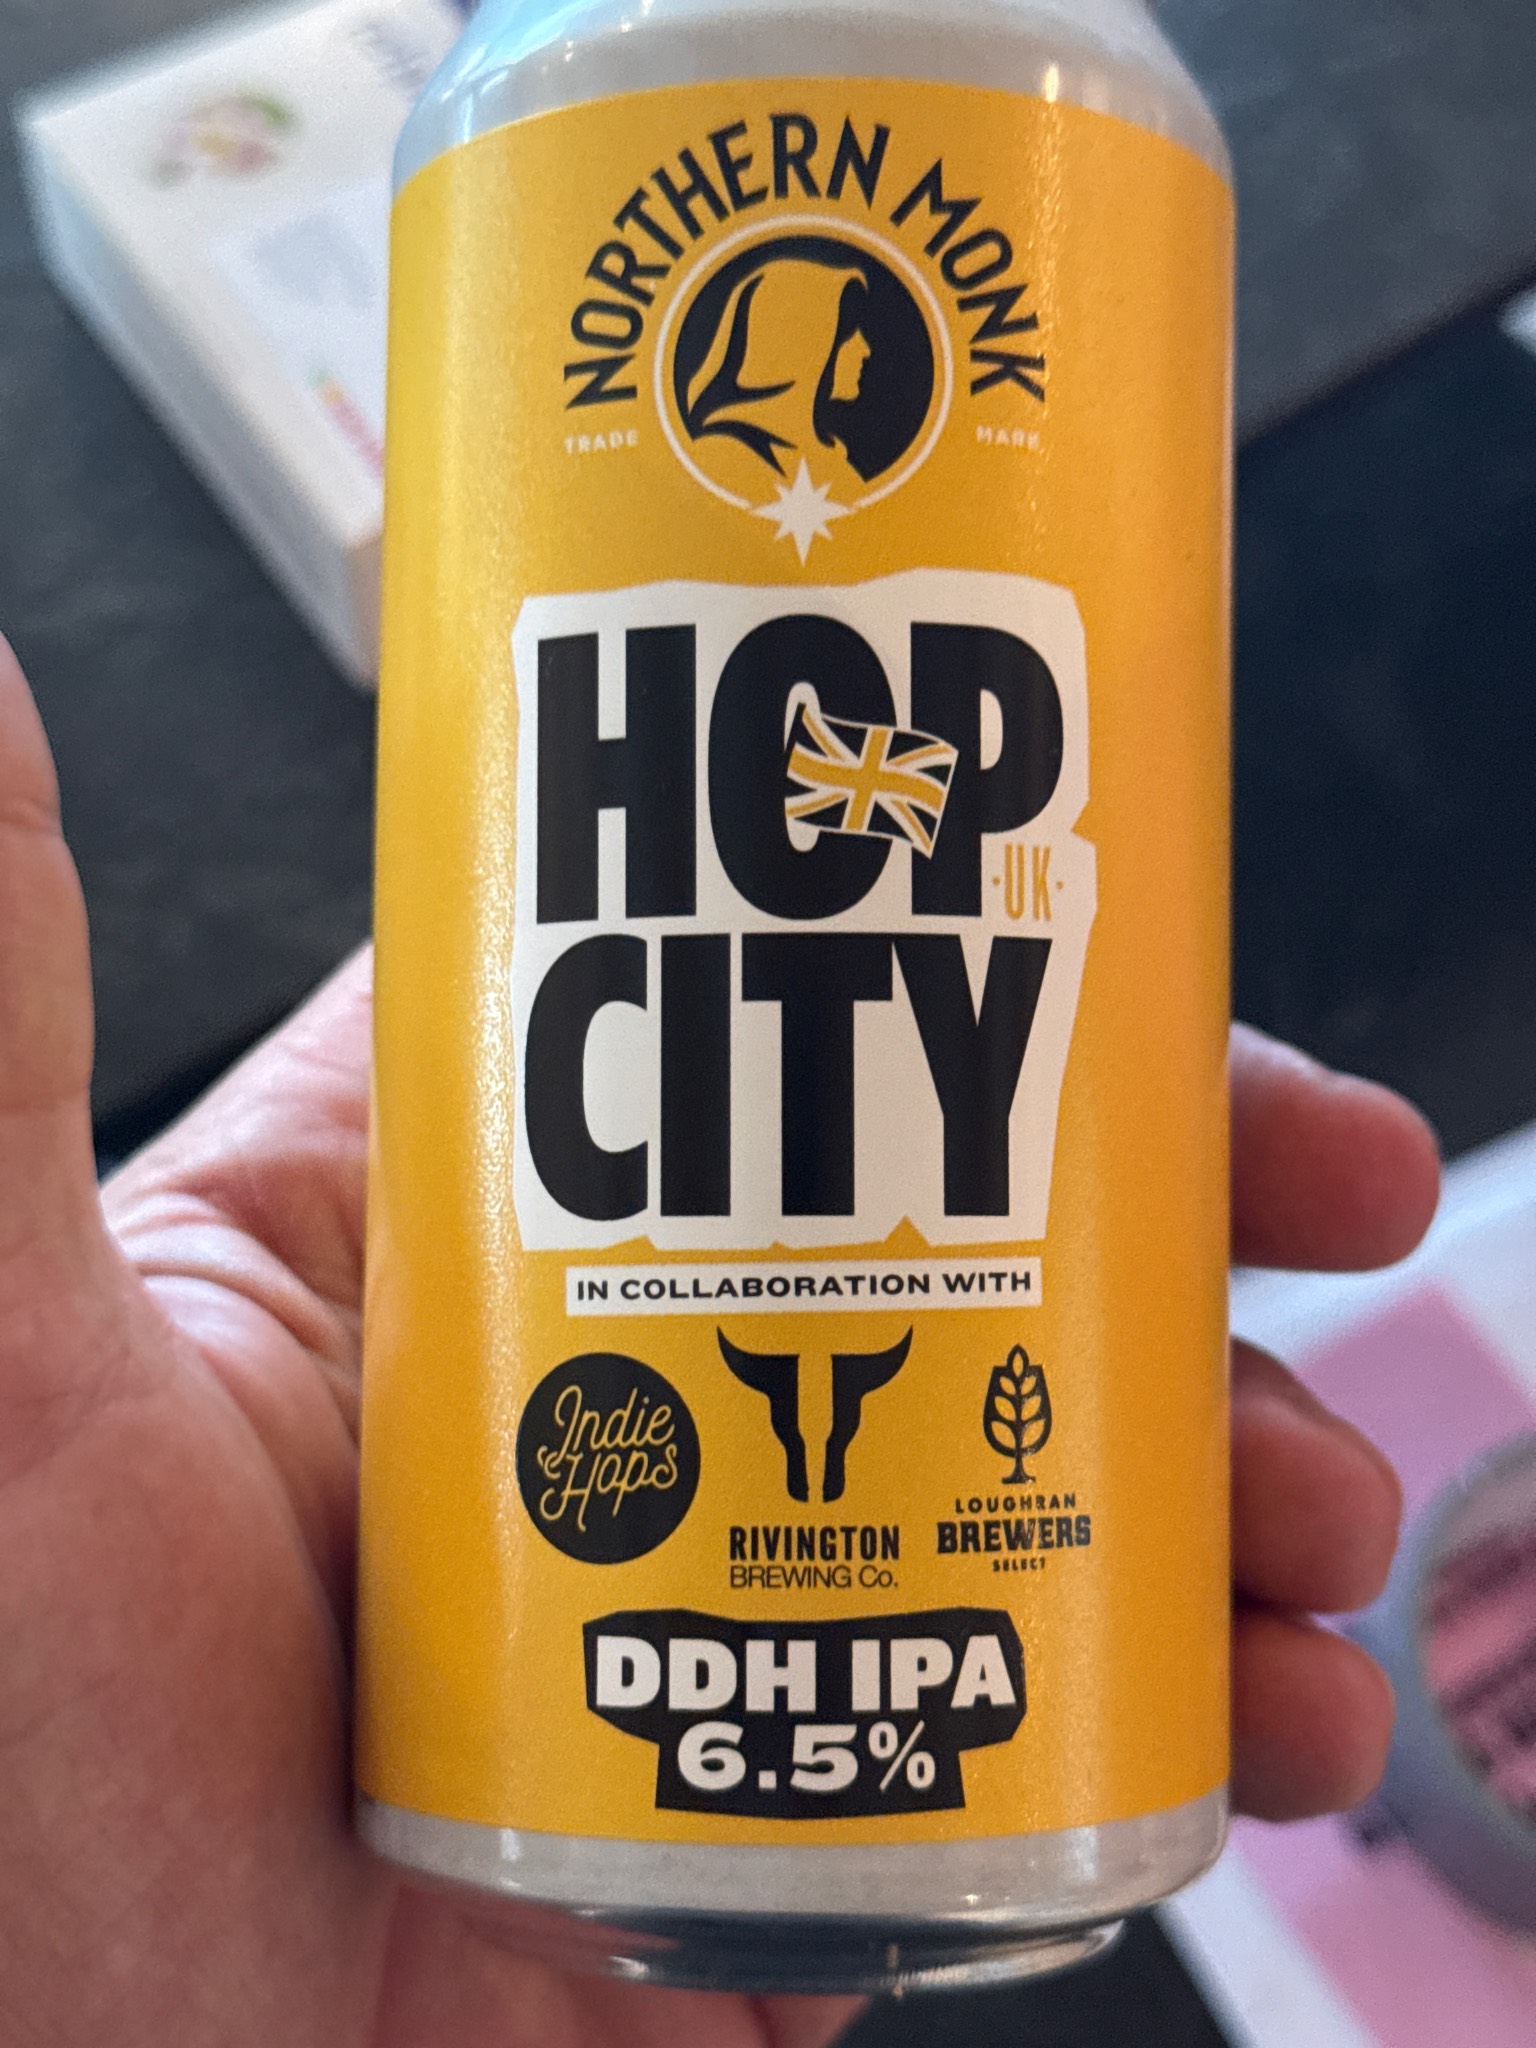 NORTHERN MONK
TRADE MARK
HOP
·UK·
CITY
IN COLLABORATION WITH
Indie
Hops
RIVINGTON
BREWING Co.
LOUGHRAN
BREWERS
SELECT
DDH IPA
6.5%